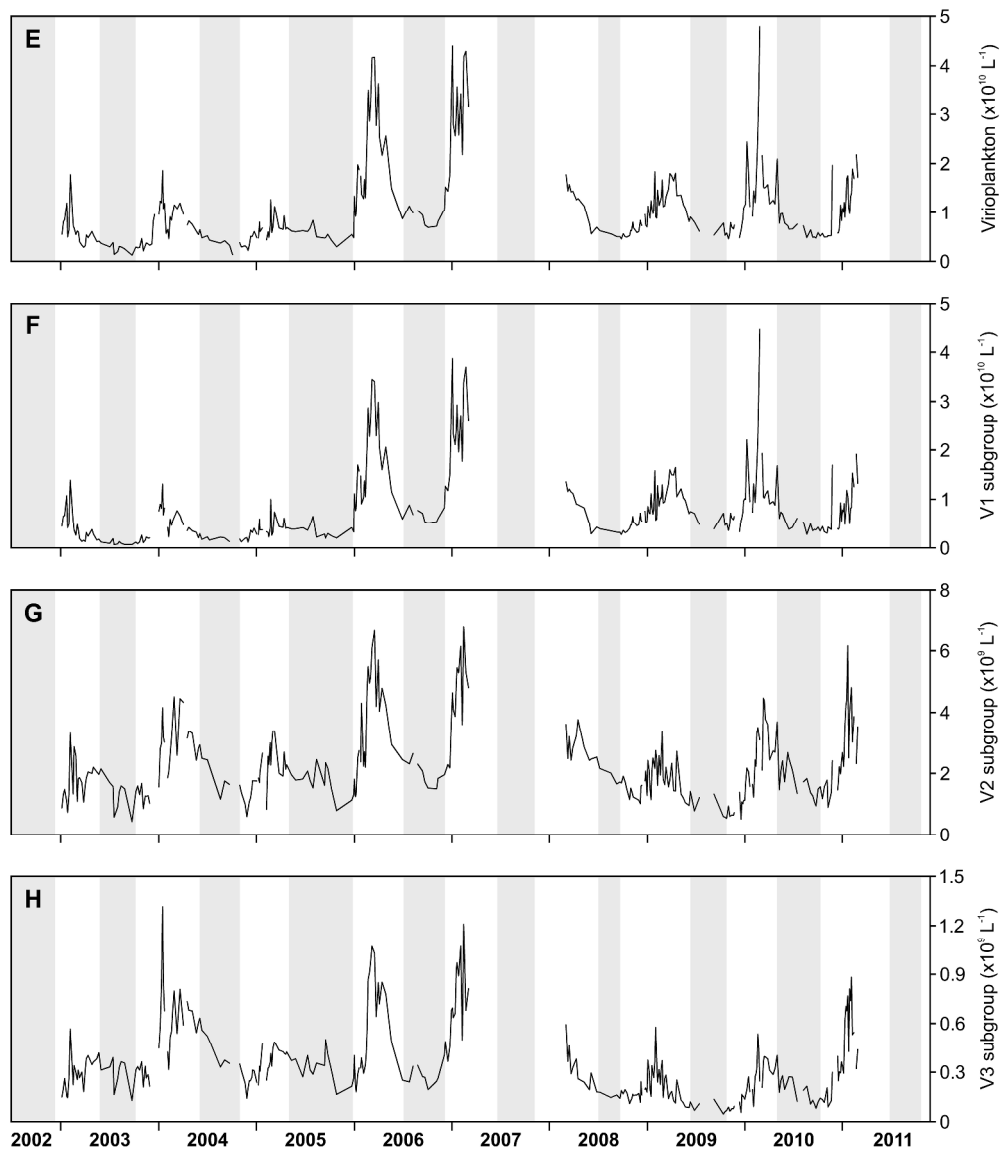 E
5
4
3
2
1
0
Virioplankton (x10¹⁰ L⁻¹)
F
5
4
3
2
1
0
V1 subgroup (x10¹⁰ L⁻¹)
G
8
6
4
2
0
V2 subgroup (x10⁹ L⁻¹)
H
1.5
1.2
0.9
0.6
0.3
0
V3 subgroup (x10⁹ L⁻¹)
2002 2003 2004 2005 2006 2007 2008 2009 2010 2011